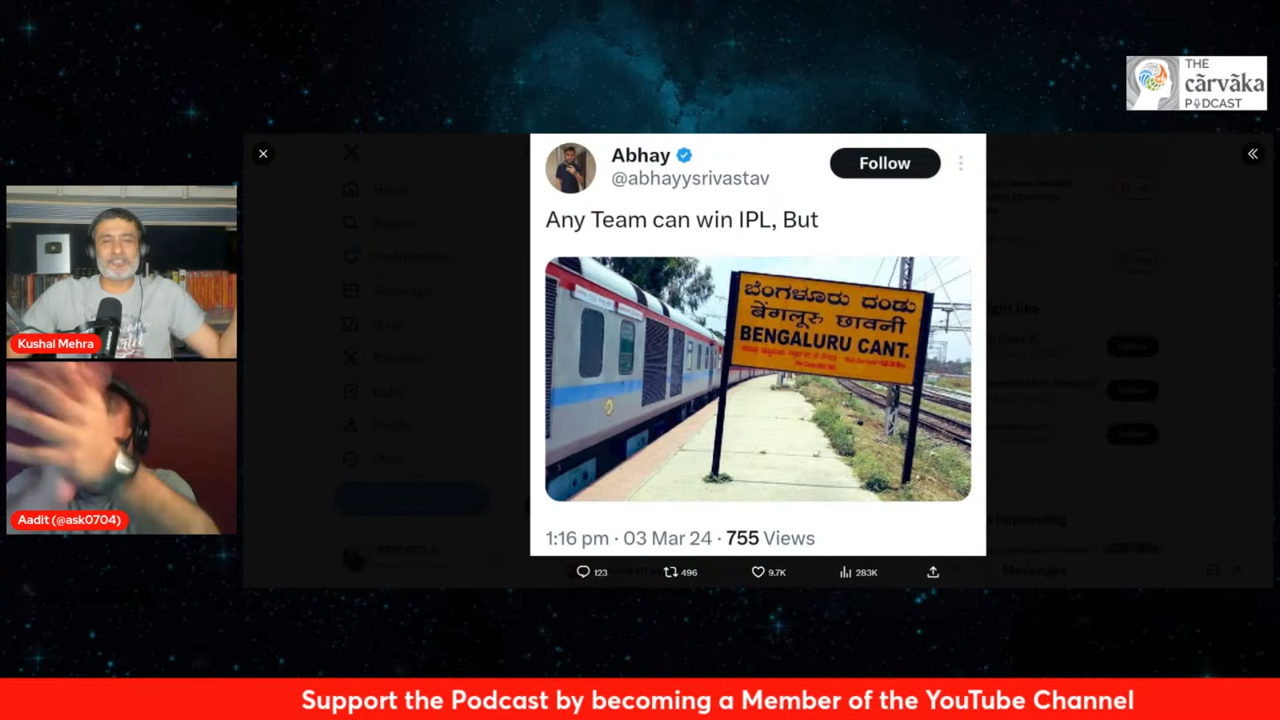 THE
cārvāka
PODCAST
Abhay
Follow
@abhayysrivastav
Any Team can win IPL, But
ಬೆಂಗಳೂರು ದಂಡು
बेंगलूरु छावनी
BENGALURU CANT.
1:16 pm · 03 Mar 24 · 755 Views
123 496 9.7K 283K
Kushal Mehra
Aadit (@ask0704)
Support the Podcast by becoming a Member of the YouTube Channel